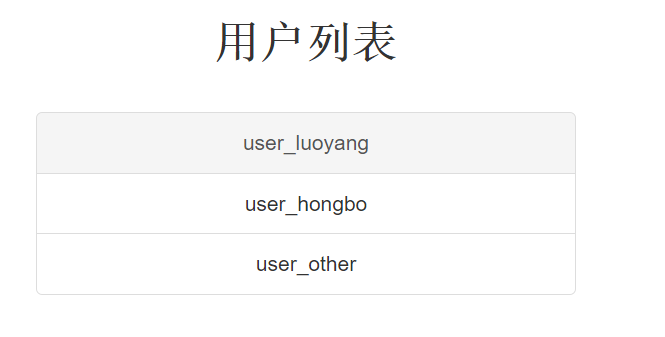 用户列表
user_luoyang
user_hongbo
user_other